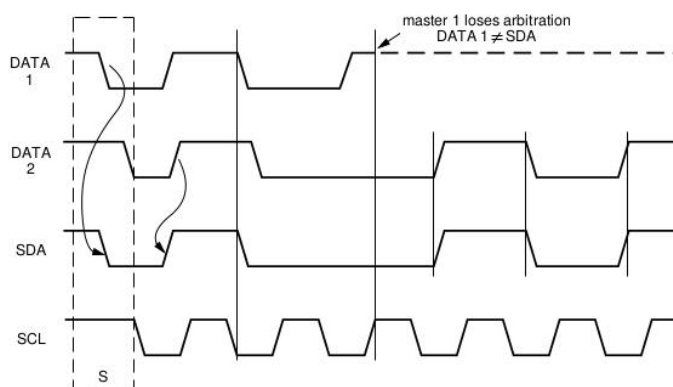 master 1 loses arbitration
DATA 1 ≠ SDA
DATA
1
DATA
2
SDA
SCL
S